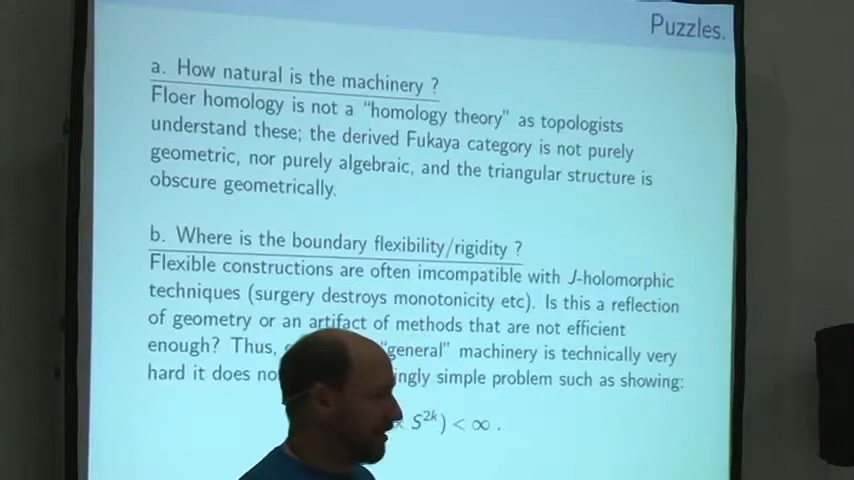 Puzzles.
a. How natural is the machinery ?
Floer homology is not a "homology theory" as topologists
understand these; the derived Fukaya category is not purely
geometric, nor purely algebraic, and the triangular structure is
obscure geometrically.
b. Where is the boundary flexibility/rigidity ?
Flexible constructions are often imcompatible with J-holomorphic
techniques (surgery destroys monotonicity etc). Is this a reflection
of geometry or an artifact of methods that are not efficient
enough? Thus, "general" machinery is technically very
hard it does simple problem such as showing:
S^{2k}) < ∞ .